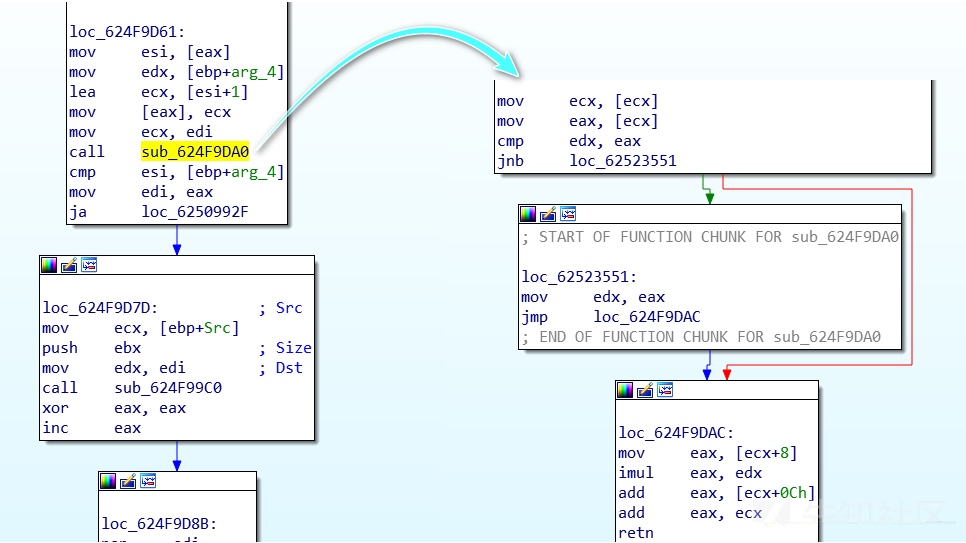 loc_624F9D61:
mov esi, [eax]
mov edx, [ebp+arg_4]
lea ecx, [esi+1]
mov [eax], ecx
mov ecx, edi
call sub_624F9DA0
cmp esi, [ebp+arg_4]
mov edi, eax
ja loc_6250992F
loc_624F9D7D: ; Src
mov ecx, [ebp+Src]
push ebx ; Size
mov edx, edi ; Dst
call sub_624F99C0
xor eax, eax
inc eax
loc_624F9D8B:
mov ecx, [ecx]
mov eax, [ecx]
cmp edx, eax
jnb loc_62523551
; START OF FUNCTION CHUNK FOR sub_624F9DA0
loc_62523551:
mov edx, eax
jmp loc_624F9DAC
; END OF FUNCTION CHUNK FOR sub_624F9DA0
loc_624F9DAC:
mov eax, [ecx+8]
imul eax, edx
add eax, [ecx+0Ch]
add eax, ecx
retn